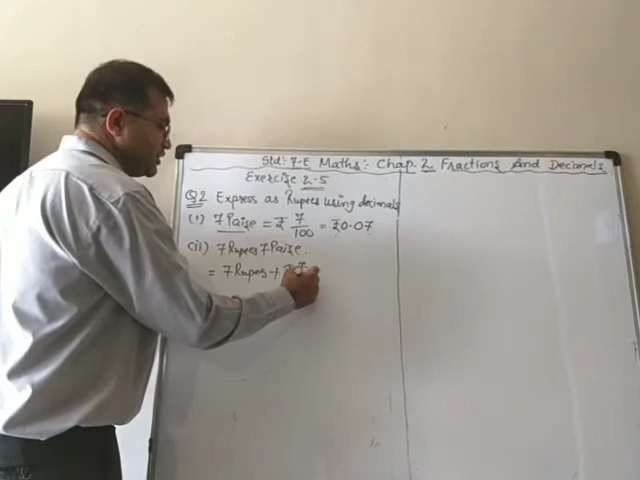 Std: 7-E Maths: Chap. 2 Fractions And Decimals
Exercise 2.5
Q2 Express as Rupees using decimals
(i) 7 Paise = ₹ 7/100 = ₹0.07
(ii) 7 Rupees 7 Paise.
= 7 Rupees + ₹ 7